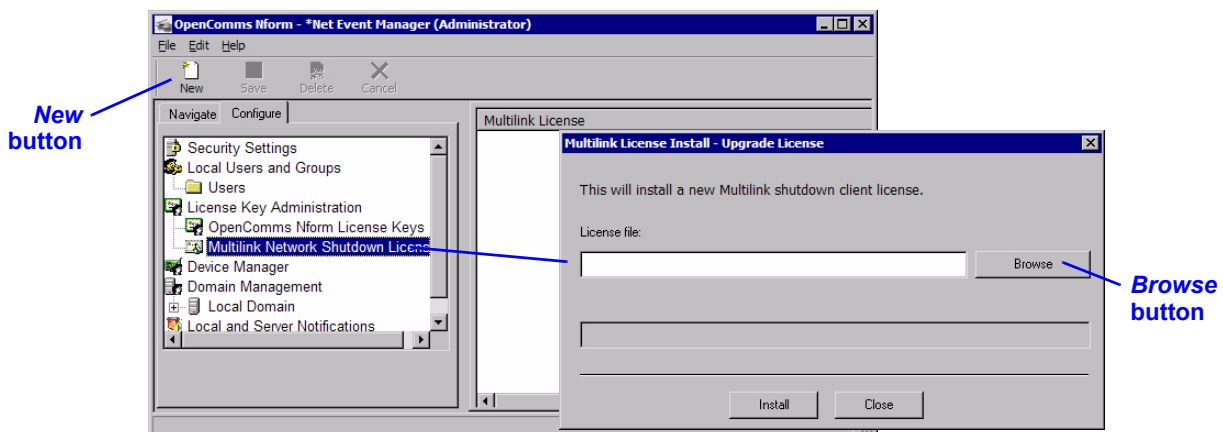 OpenComms Nform - *Net Event Manager (Administrator)
File Edit Help
New Save Delete Cancel
New
button
Navigate Configure
Security Settings
Local Users and Groups
Users
License Key Administration
OpenComms Nform License Keys
Multilink Network Shutdown Licens
Device Manager
Domain Management
Local Domain
Local and Server Notifications
Multilink License
Multilink License Install - Upgrade License
This will install a new Multilink shutdown client license.
License file:
Browse
Browse
button
Install Close